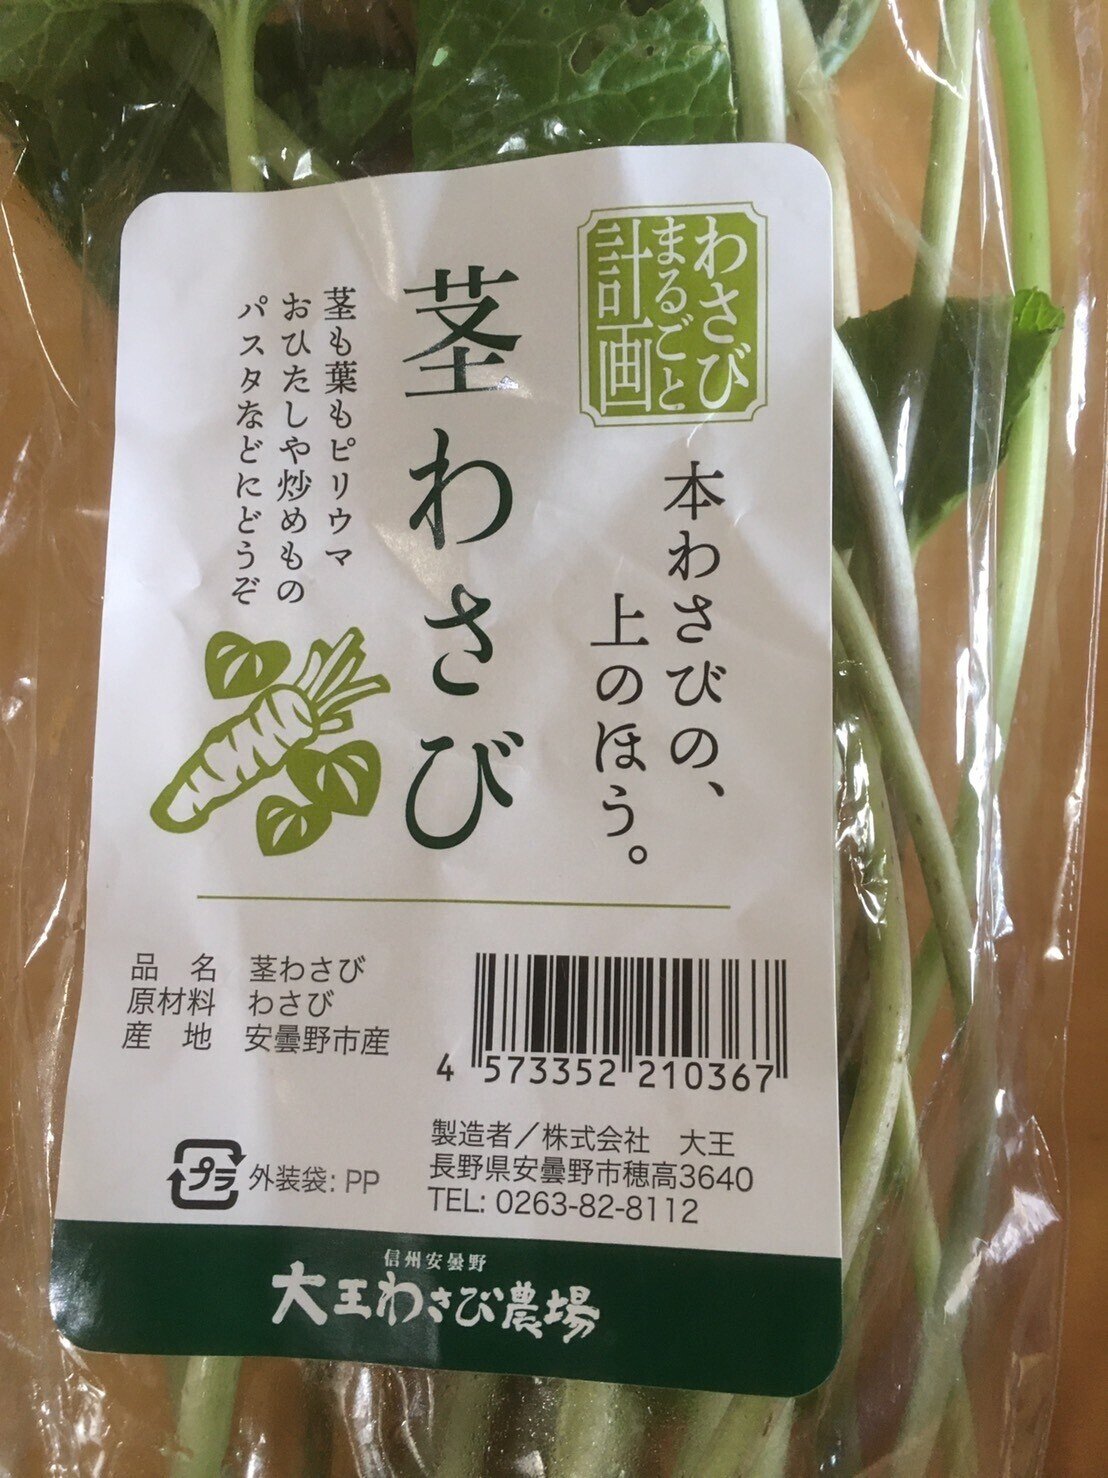 わさび
まるごと
計画
本わさびの、
上のほう。
茎わさび
茎も葉もピリウマ
おひたしや炒めもの
パスタなどにどうぞ
品　名　茎わさび
原材料　わさび
産　地　安曇野市産
4 573352 210367
プラ
外装袋: PP
製造者／株式会社　大王
長野県安曇野市穂高3640
TEL: 0263-82-8112
信州安曇野
大王わさび農場